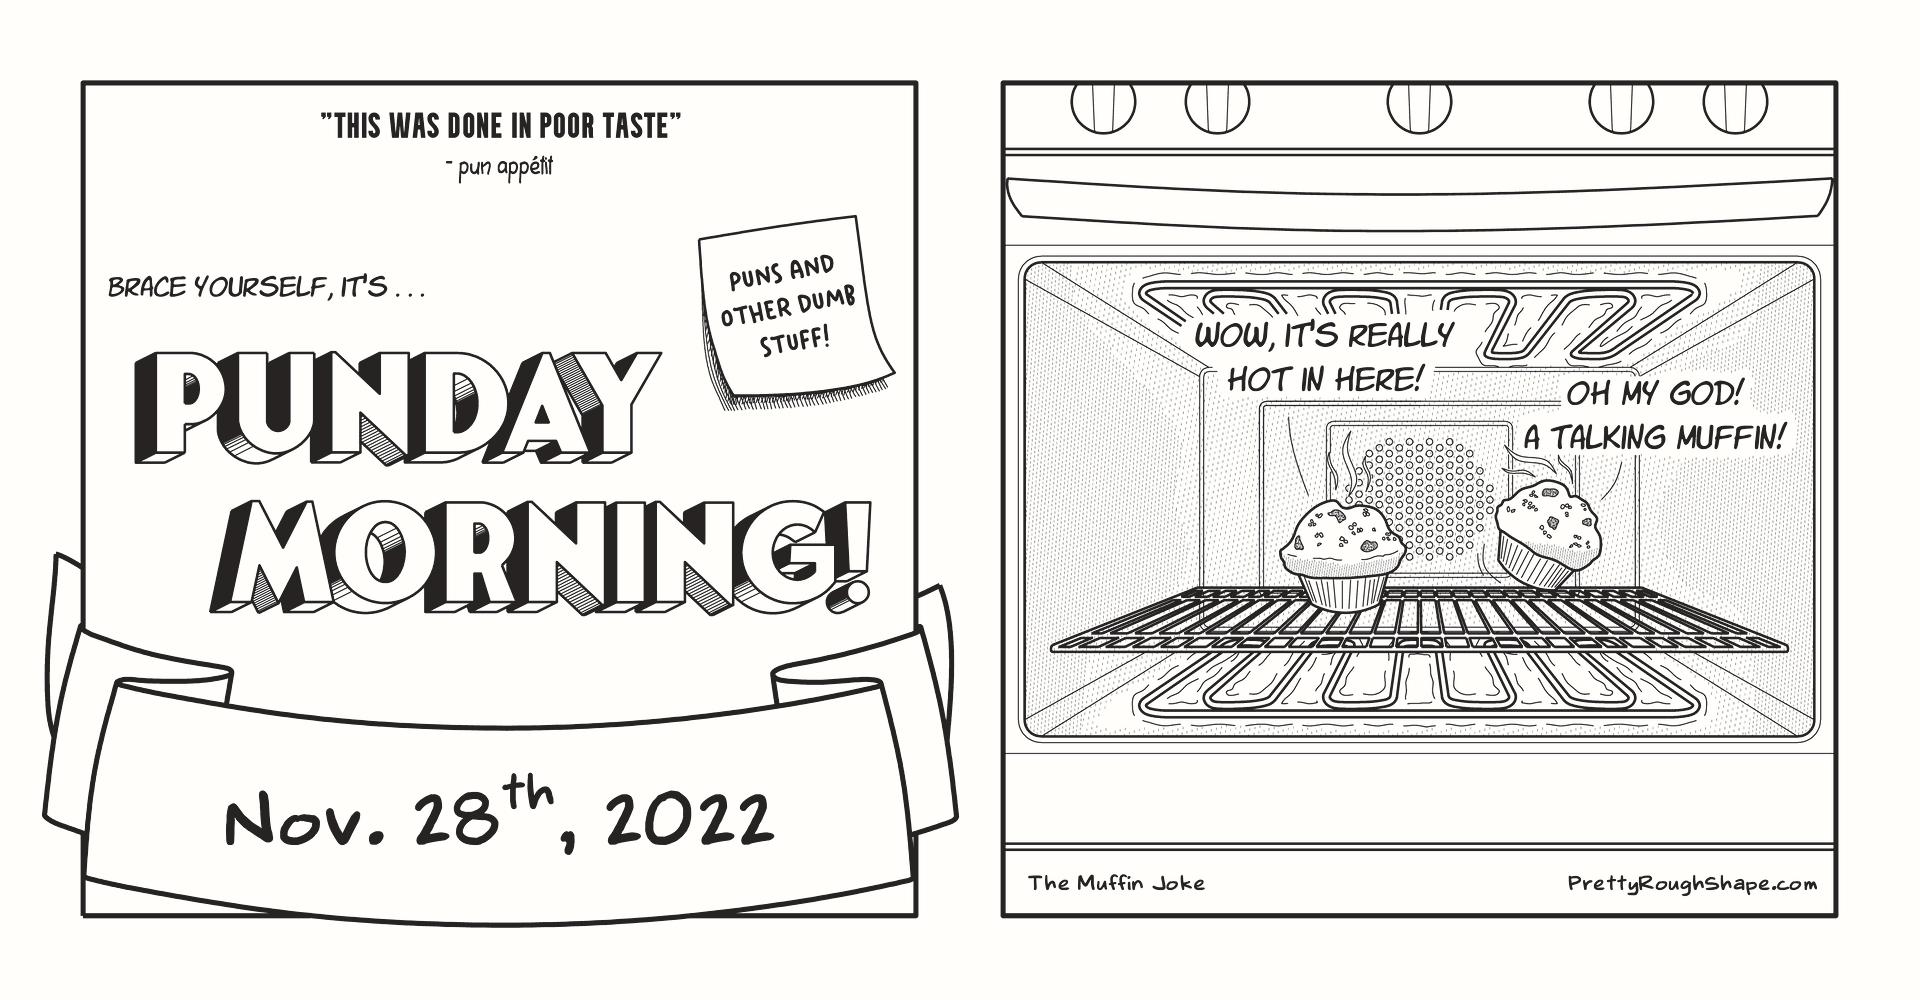 ”THIS WAS DONE IN POOR TASTE”
- pun appétit
BRACE YOURSELF, IT'S . . .
PUNS AND
OTHER DUMB
STUFF!
PUNDAY
MORNING!
Nov. 28th, 2022
WOW, IT'S REALLY
HOT IN HERE!
OH MY GOD!
A TALKING MUFFIN!
The Muffin Joke
PrettyRoughShape.com